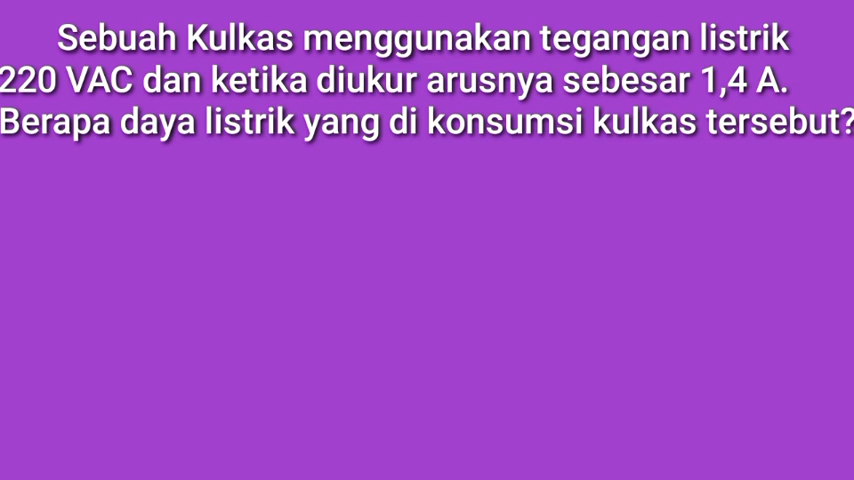 Sebuah Kulkas menggunakan tegangan listrik
220 VAC dan ketika diukur arusnya sebesar 1,4 A.
Berapa daya listrik yang di konsumsi kulkas tersebut?